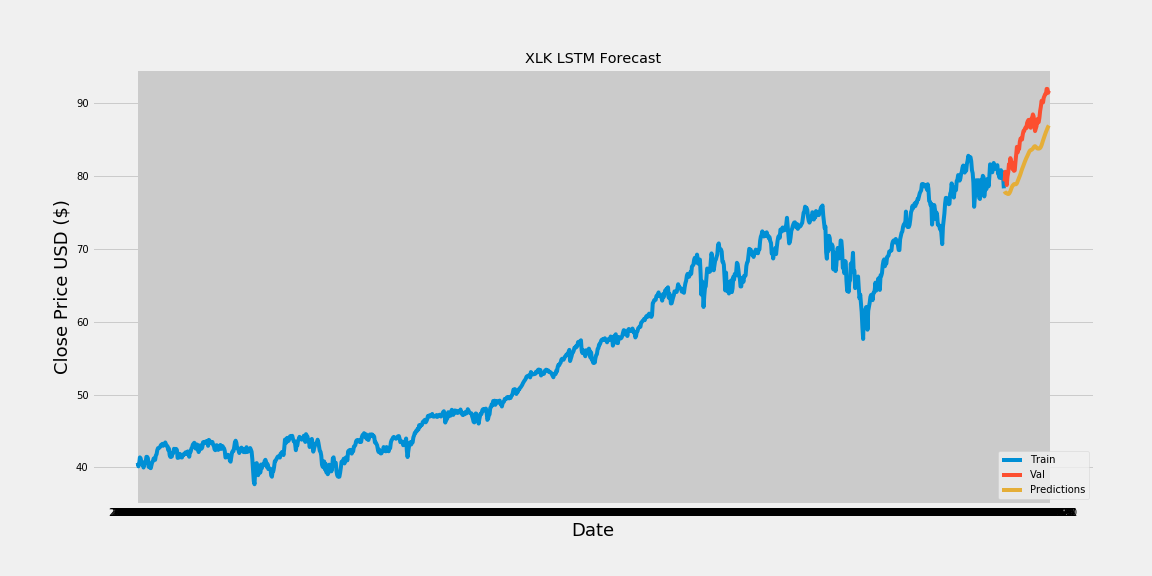 XLK LSTM Forecast
Close Price USD ($)
90
80
70
60
50
40
Train
Val
Predictions
Date